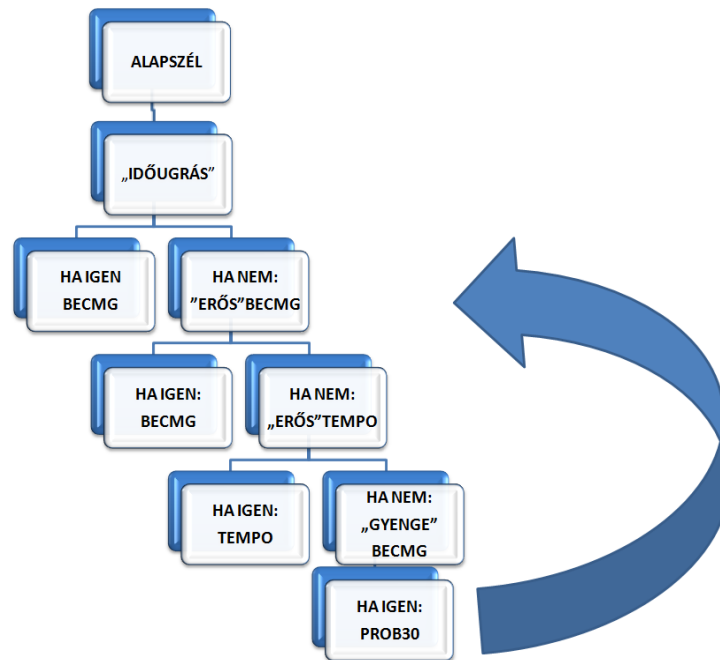 ALAPSZÉL
„IDŐUGRÁS”
HA IGEN
BECMG
HA NEM:
”ERŐS”BECMG
HA IGEN:
BECMG
HA NEM:
„ERŐS”TEMPO
HA IGEN:
TEMPO
HA NEM:
„GYENGE”
BECMG
HA IGEN:
PROB30